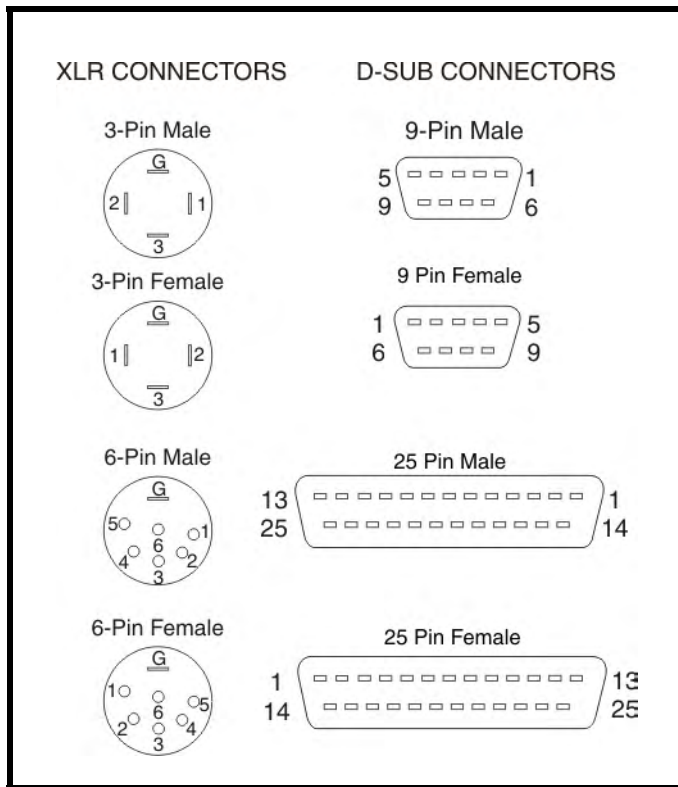 XLR CONNECTORS
D-SUB CONNECTORS
3-Pin Male
G
2 1
3
9-Pin Male
5 1
9 6
3-Pin Female
G
1 2
3
9 Pin Female
1 5
6 9
6-Pin Male
G
5 1
6
4 2
3
25 Pin Male
13 1
25 14
6-Pin Female
G
1 5
6
2 4
3
25 Pin Female
1 13
14 25